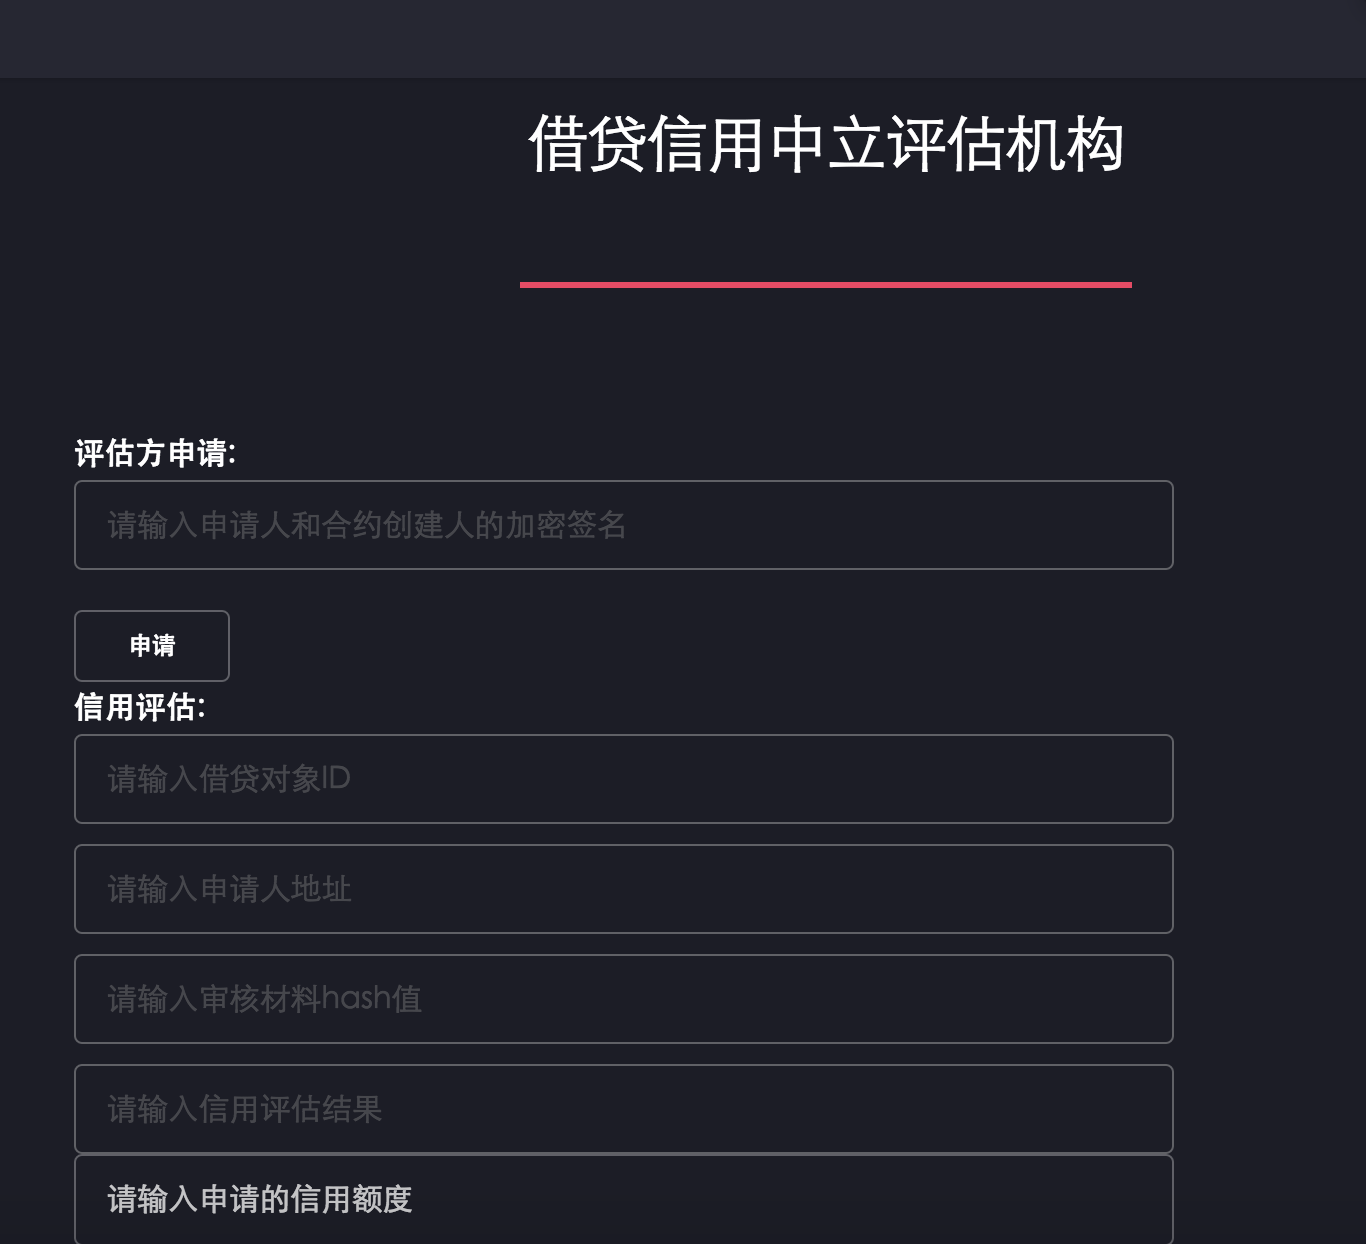 借贷信用中立评估机构
评估方申请:
请输入申请人和合约创建人的加密签名
申请
信用评估:
请输入借贷对象ID
请输入申请人地址
请输入审核材料hash值
请输入信用评估结果
请输入申请的信用额度